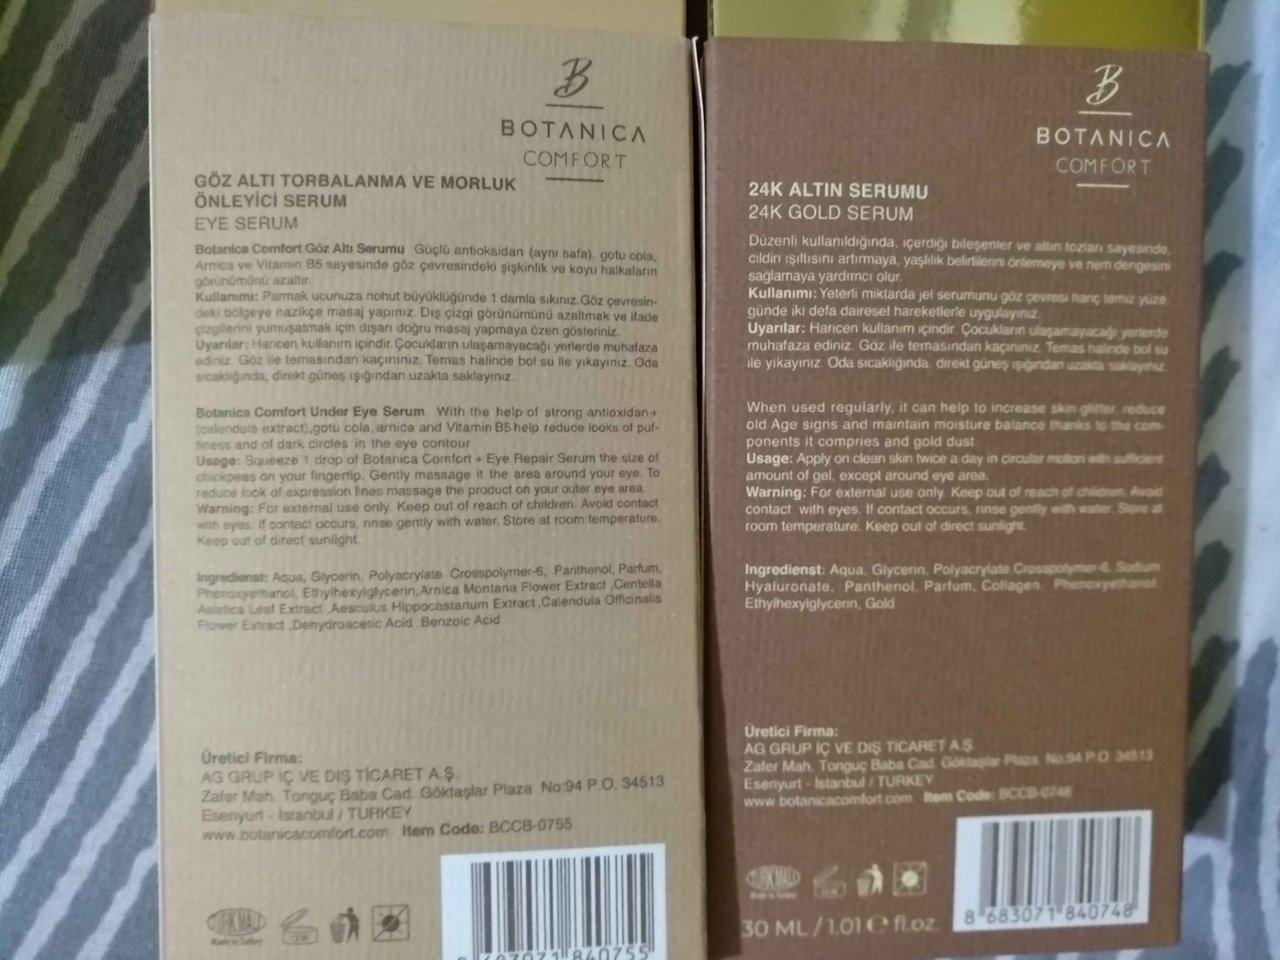 B
BOTANICA
COMFORT
GÖZ ALTI TORBALANMA VE MORLUK
ÖNLEYİCİ SERUM
EYE SERUM
Botanica Comfort Göz Altı Serumu Güçlü antioksidan (aynı safa), gotu cola,
Arnica ve Vitamin B5 sayesinde göz çevresindeki şişkinlik ve koyu halkaların
görünümünü azaltır.
Kullanımı: Parmak ucunuza nohut büyüklüğünde 1 damla sıkınız.Göz çevresin-
deki bölgeye nazikçe masaj yapınız. Dış çizgi görünümünü azaltmak ve ifade
çizgilerini yumuşatmak için dışarı doğru masaj yapmaya özen gösteriniz.
Uyarılar: Harıcen kullanım içindir.Çocukların ulaşamayacağı yerlerde muhafaza
ediniz. Göz ile temasından kaçınınız. Temas halinde bol su ile yıkayınız. Oda
sıcaklığında, direkt güneş ışığından uzakta saklayınız.
Botanica Comfort Under Eye Serum With the help of strong antioxidan+
(calendula extract),gotu cola, arnica and Vitamin B5 help reduce looks of puf-
finess and of dark circles in the eye contour.
Usage: Squeeze 1 drop of Botanica Comfort + Eye Repair Serum the size of
chickpeas on your fingertip. Gently massage it the area around your eye. To
reduce look of expression lines massage the product on your outer eye area.
Warning: For external use only. Keep out of reach of children. Avoid contact
with eyes. If contact occurs, rinse gently with water. Store at room temperature.
Keep out of direct sunlight.
Ingredienst: Aqua, Glycerin, Polyacrylate Crosspolymer-6, Panthenol, Parfum,
Phenoxyethanol, Ethylhexylglycerin,Arnica Montana Flower Extract ,Centella
Asiatica Leaf Extract ,Aesculus Hippocastanum Extract ,Calendula Officinalis
Flower Extract ,Dehydroacetic Acid ,Benzoic Acid
Üretici Firma:
AG GRUP İÇ VE DIŞ TİCARET A.Ş.
Zafer Mah. Tonguç Baba Cad. Göktaşlar Plaza No:94 P.O. 34513
Esenyurt - İstanbul / TURKEY
www.botanicacomfort.com Item Code: BCCB-0755
TURK MALI
Made in Turkey
8 683071 840755
B
BOTANICA
COMFORT
24K ALTIN SERUMU
24K GOLD SERUM
Düzenli kullanıldığında, içerdiği bileşenler ve altın tozları sayesinde,
cildin ışıltısını artırmaya, yaşlılık belirtilerini önlemeye ve nem dengesini
sağlamaya yardımcı olur.
Kullanımı: Yeterli miktarda jel serumunu göz çevresi hariç temiz yüze,
günde iki defa dairesel hareketlerle uygulayınız.
Uyarılar: Harıcen kullanım içindir. Çocukların ulaşamayacağı yerlerde
muhafaza ediniz. Göz ile temasından kaçınınız. Temas halinde bol su
ile yıkayınız. Oda sıcaklığında, direkt güneş ışığından uzakta saklayınız.
When used regularly, it can help to increase skin glitter, reduce
old Age signs and maintain moisture balance thanks to the com-
ponents it compries and gold dust.
Usage: Apply on clean skin twice a day in circular motion with sufficient
amount of gel, except around eye area.
Warning: For external use only. Keep out of reach of children. Avoid
contact with eyes. If contact occurs, rinse gently with water. Store at
room temperature. Keep out of direct sunlight.
Ingredienst: Aqua, Glycerin, Polyacrylate Crosspolymer-6, Sodium
Hyaluronate, Panthenol, Parfum, Collagen, Phenoxyethanol,
Ethylhexylglycerin, Gold
Üretici Firma:
AG GRUP İÇ VE DIŞ TİCARET A.Ş.
Zafer Mah. Tonguç Baba Cad. Göktaşlar Plaza No:94 P.O. 34513
Esenyurt - İstanbul / TURKEY
www.botanicacomfort.com Item Code: BCCB-0748
TURK MALI
Made in Turkey
30 ML / 1.01 fl.oz.
8 683071 840748